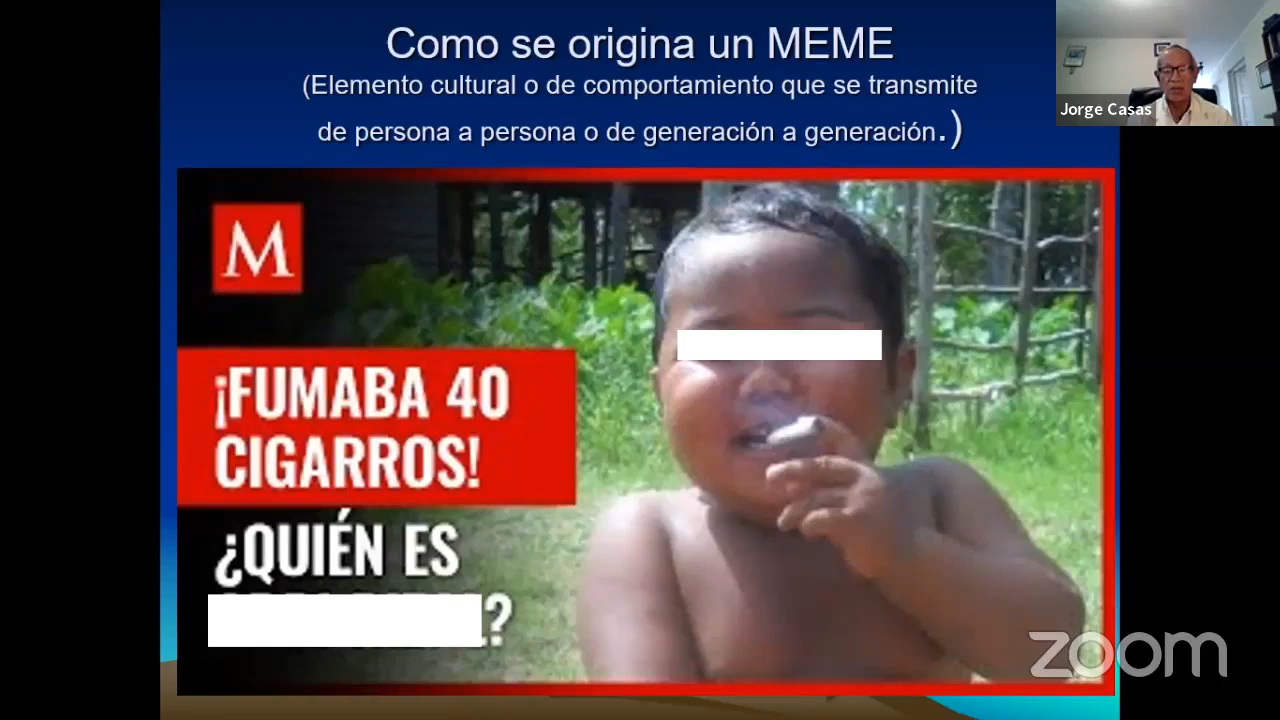 Como se origina un MEME
(Elemento cultural o de comportamiento que se transmite
de persona a persona o de generación a generación.)
Jorge Casas
M
¡FUMABA 40
CIGARROS!
¿QUIÉN ES
?
zoom